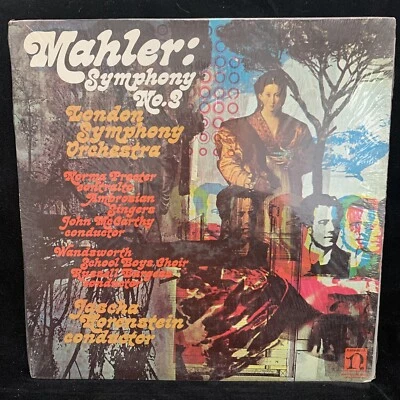 Mahler:
Symphony
No.3
London
Symphony
Orchestra
Norma Procter
contralto
Ambrosian
Singers
John McCarthy
conductor
Wandsworth
School Boys Choir
Russell Burgess
conductor
Jascha
Horenstein
conductor
n